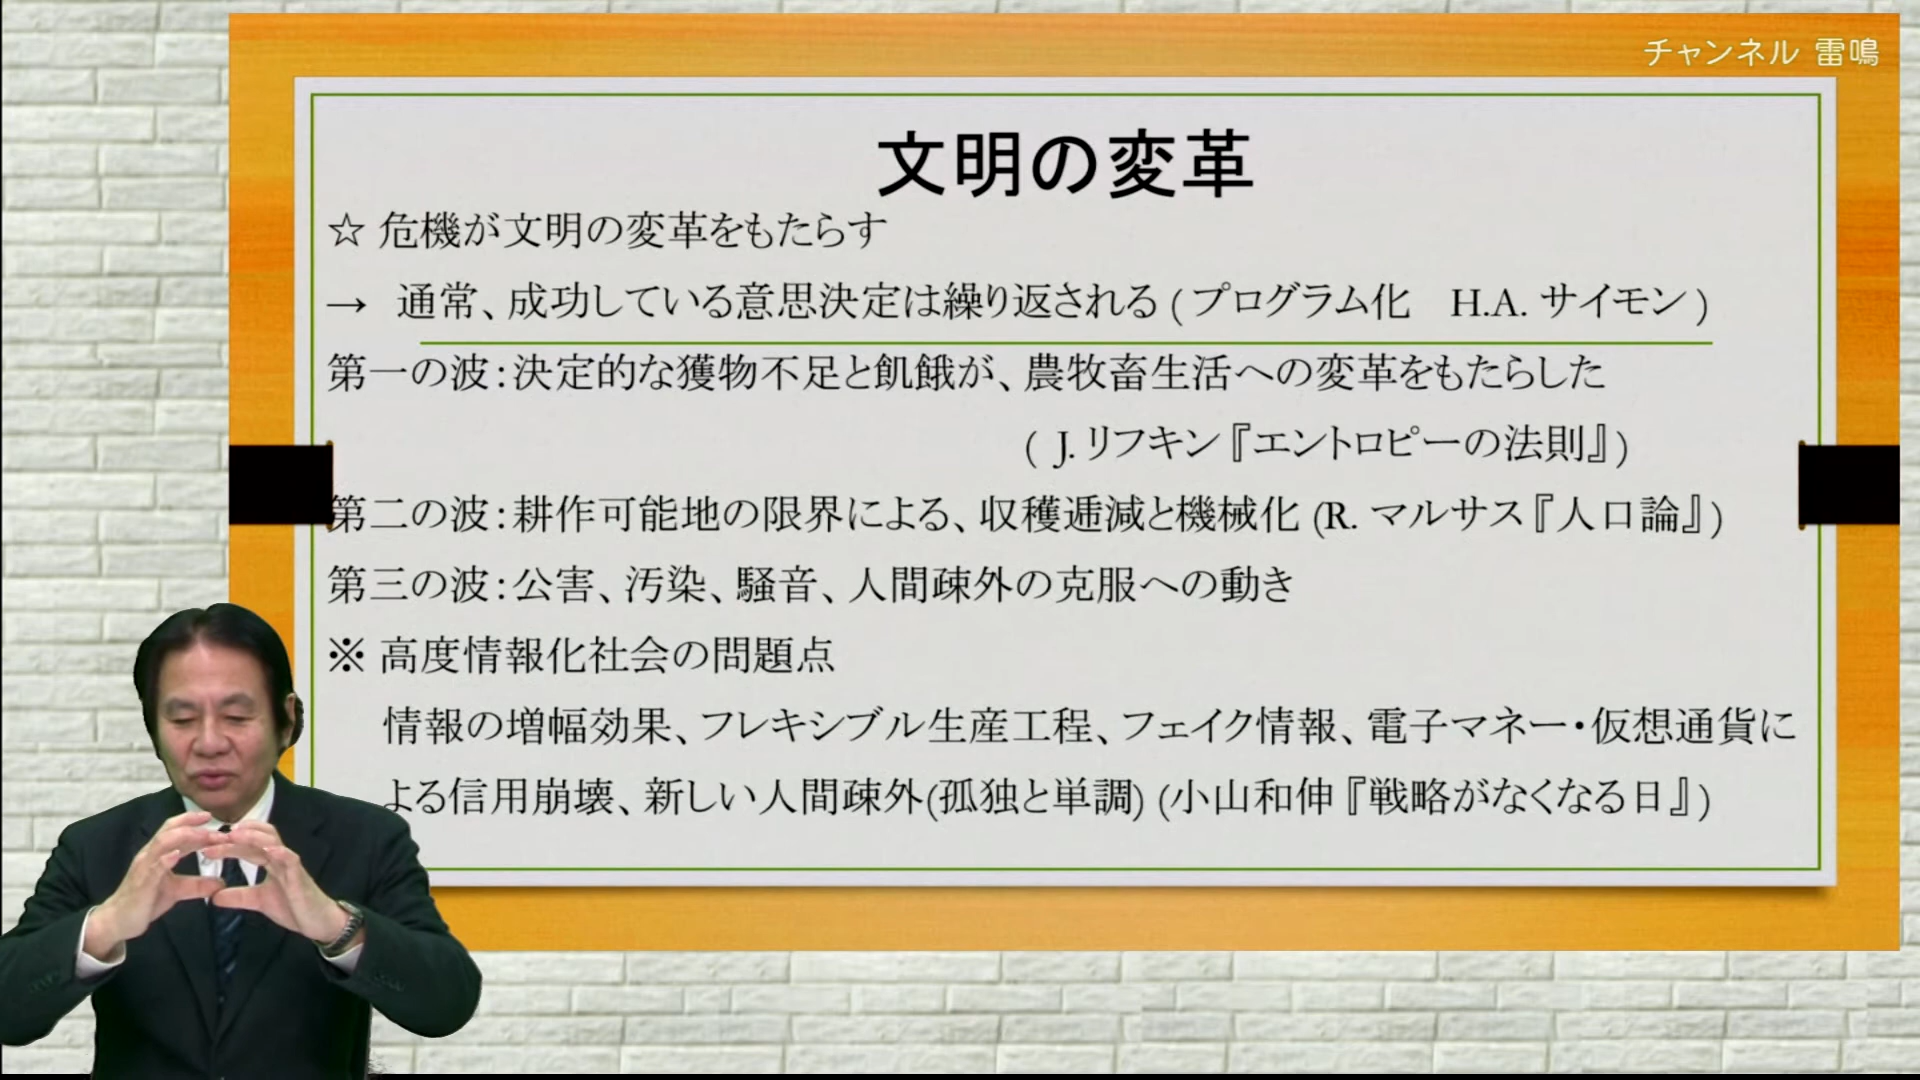 チャンネル 雷鳴
文明の変革
☆ 危機が文明の変革をもたらす
→ 通常、成功している意思決定は繰り返される ( プログラム化　H.A. サイモン )
第一の波：決定的な獲物不足と飢餓が、農牧畜生活への変革をもたらした
( J. リフキン『エントロピーの法則』)
第二の波：耕作可能地の限界による、収穫逓減と機械化 (R. マルサス『人口論』)
第三の波：公害、汚染、騒音、人間疎外の克服への動き
※ 高度情報化社会の問題点
情報の増幅効果、フレキシブル生産工程、フェイク情報、電子マネー・仮想通貨に
よる信用崩壊、新しい人間疎外(孤独と単調) (小山和伸『戦略がなくなる日』)